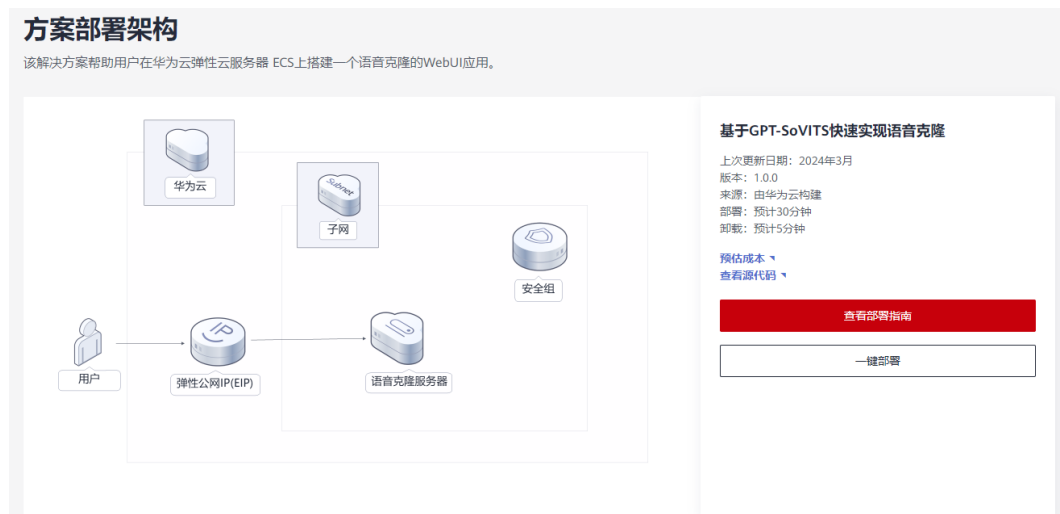 方案部署架构
该解决方案帮助用户在华为云弹性云服务器 ECS上搭建一个语音克隆的WebUI应用。
华为云
Subnet
子网
安全组
IP
用户
弹性公网IP(EIP)
语音克隆服务器
基于GPT-SoVITS快速实现语音克隆
上次更新日期：2024年3月
版本：1.0.0
来源：由华为云构建
部署：预计30分钟
卸载：预计5分钟
预估成本
查看源代码
查看部署指南
一键部署